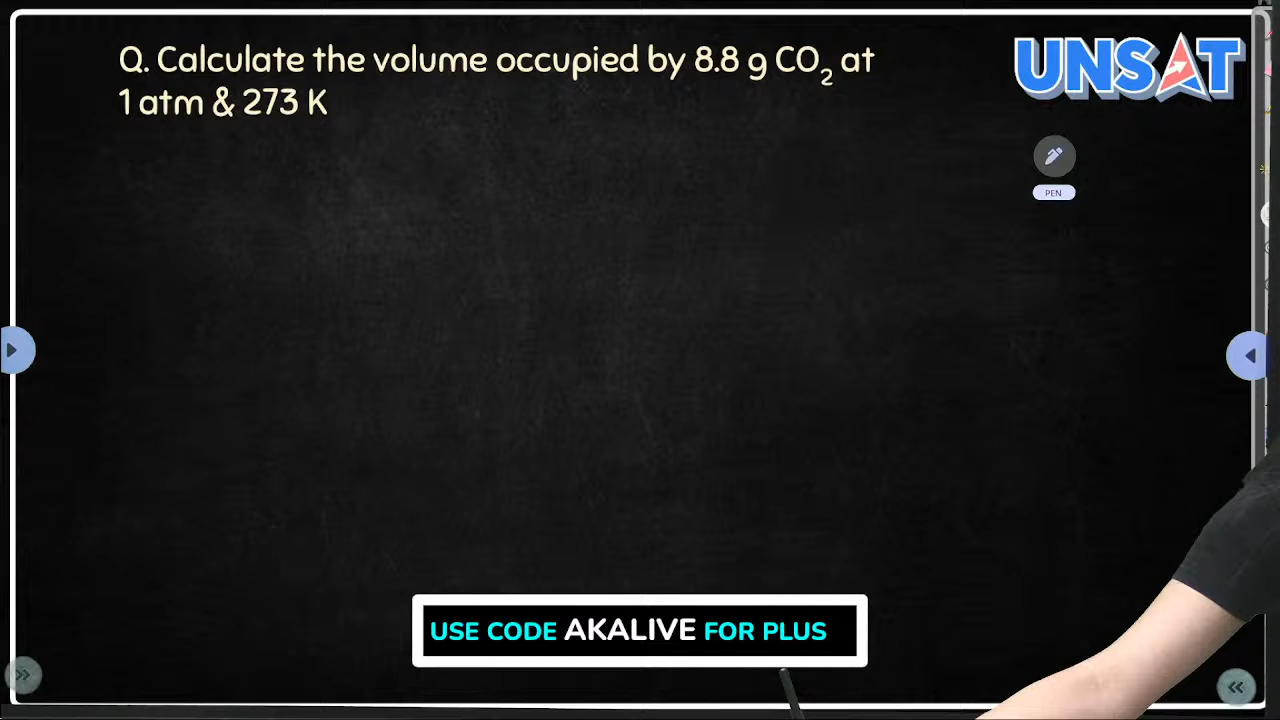 Q. Calculate the volume occupied by 8.8 g CO₂ at
1 atm & 273 K
UNSAT
PEN
USE CODE AKALIVE FOR PLUS